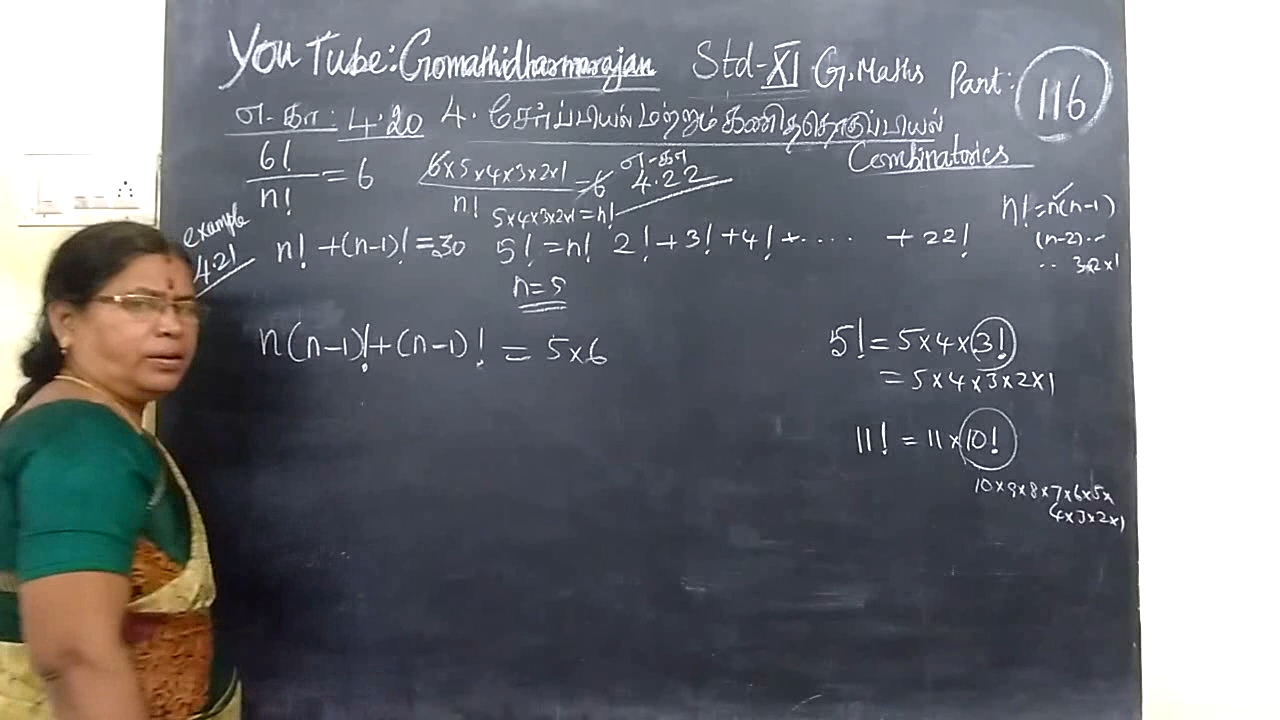 YouTube: Gomathidharmarajan Std-XI G.Maths Part: 116
எ.கா: 4.20 4. சேர்ப்பியல் மற்றும் கணித தொகுப்பியல்
Combinatorics
6!/n! = 6
6×5×4×3×2×1/n! = 6
5×4×3×2×1 = n!
எ-கா
4.22
n! = n(n-1)
(n-2)..
.. 3×2×1
example
4.21
n! + (n-1)! = 30
5! = n!
n = 5
2! + 3! + 4! + ..... + 22!
n(n-1)! + (n-1)! = 5×6
5! = 5×4×3!
= 5×4×3×2×1
11! = 11×10!
10×9×8×7×6×5×
4×3×2×1